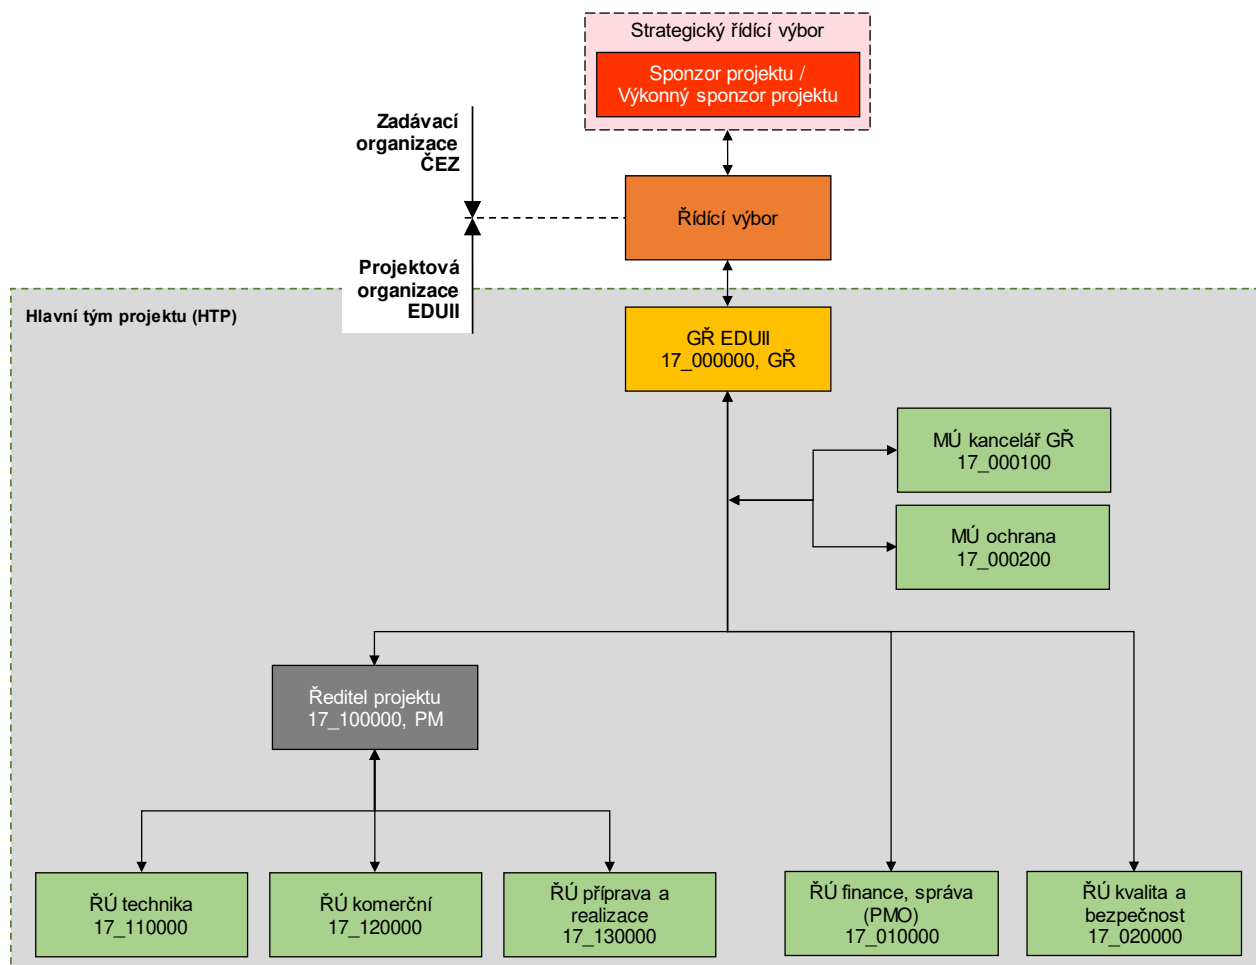 Strategický řídící výbor
Sponzor projektu /
Výkonný sponzor projektu
Zadávací
organizace
ČEZ
Řídící výbor
Projektová
organizace
EDUII
Hlavní tým projektu (HTP)
GŘ EDUII
17_000000, GŘ
MÚ kancelář GŘ
17_000100
MÚ ochrana
17_000200
Ředitel projektu
17_100000, PM
ŘÚ technika
17_110000
ŘÚ komerční
17_120000
ŘÚ příprava a
realizace
17_130000
ŘÚ finance, správa
(PMO)
17_010000
ŘÚ kvalita a
bezpečnost
17_020000